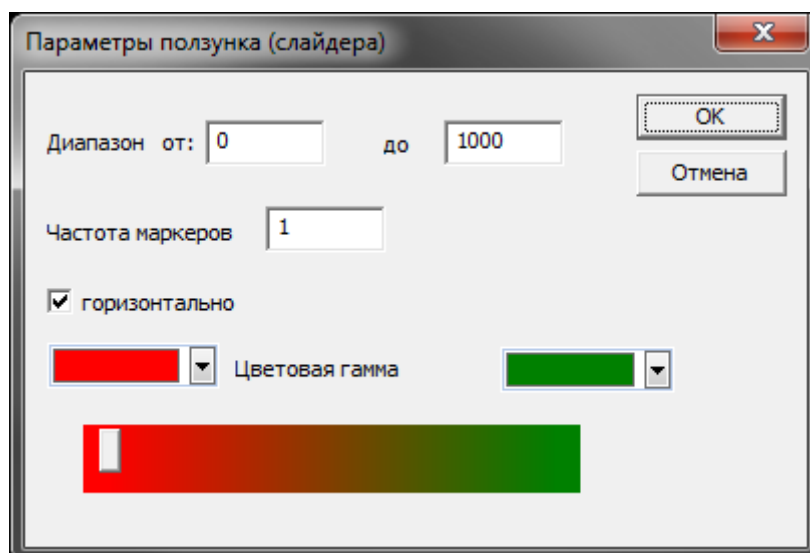 Параметры ползунка (слайдера)
Диапазон от: 0 до 1000
OK
Отмена
Частота маркеров 1
горизонтально
Цветовая гамма